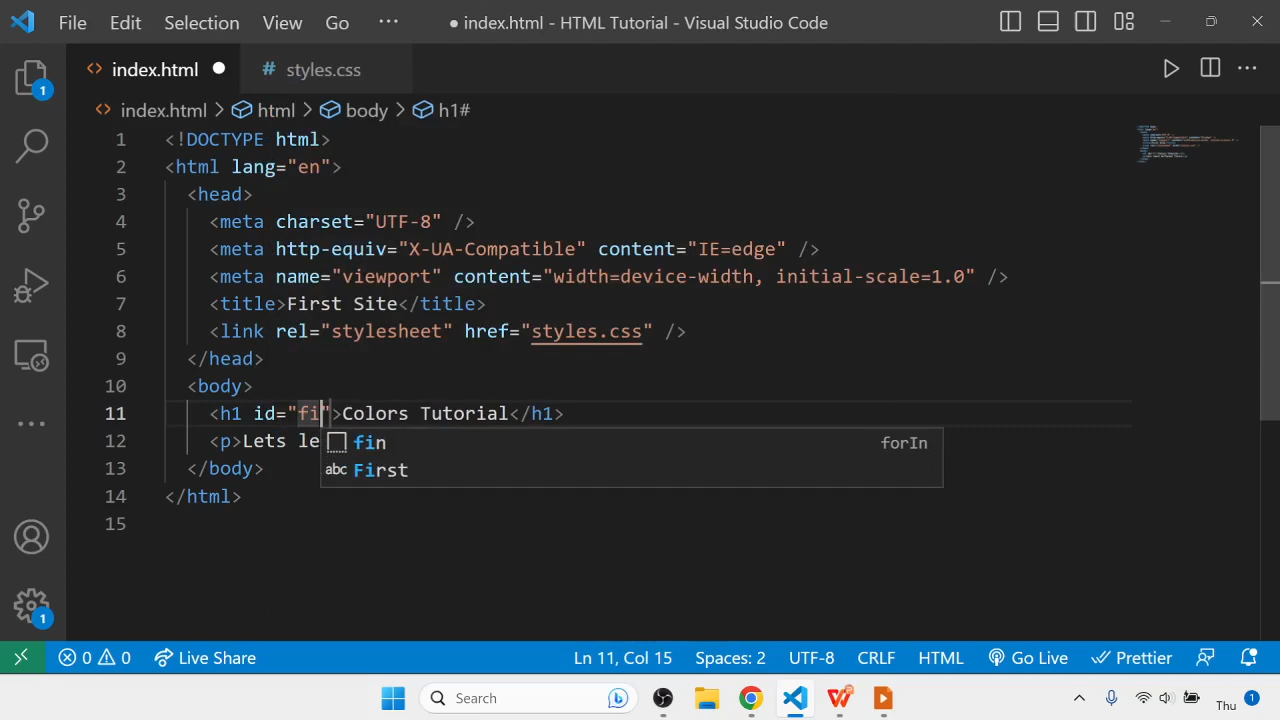 File Edit Selection View Go ··· ● index.html - HTML Tutorial - Visual Studio Code
<> index.html ● # styles.css
<> index.html > html > body > h1#
1 <!DOCTYPE html>
2 <html lang="en">
3 <head>
4 <meta charset="UTF-8" />
5 <meta http-equiv="X-UA-Compatible" content="IE=edge" />
6 <meta name="viewport" content="width=device-width, initial-scale=1.0" />
7 <title>First Site</title>
8 <link rel="stylesheet" href="styles.css" />
9 </head>
10 <body>
11 <h1 id="fi">Colors Tutorial</h1>
12 <p>Lets le
fin forIn
abc First
13 </body>
14 </html>
15
1
1
0 0 Live Share Ln 11, Col 15 Spaces: 2 UTF-8 CRLF HTML Go Live Prettier
Search Thu 1